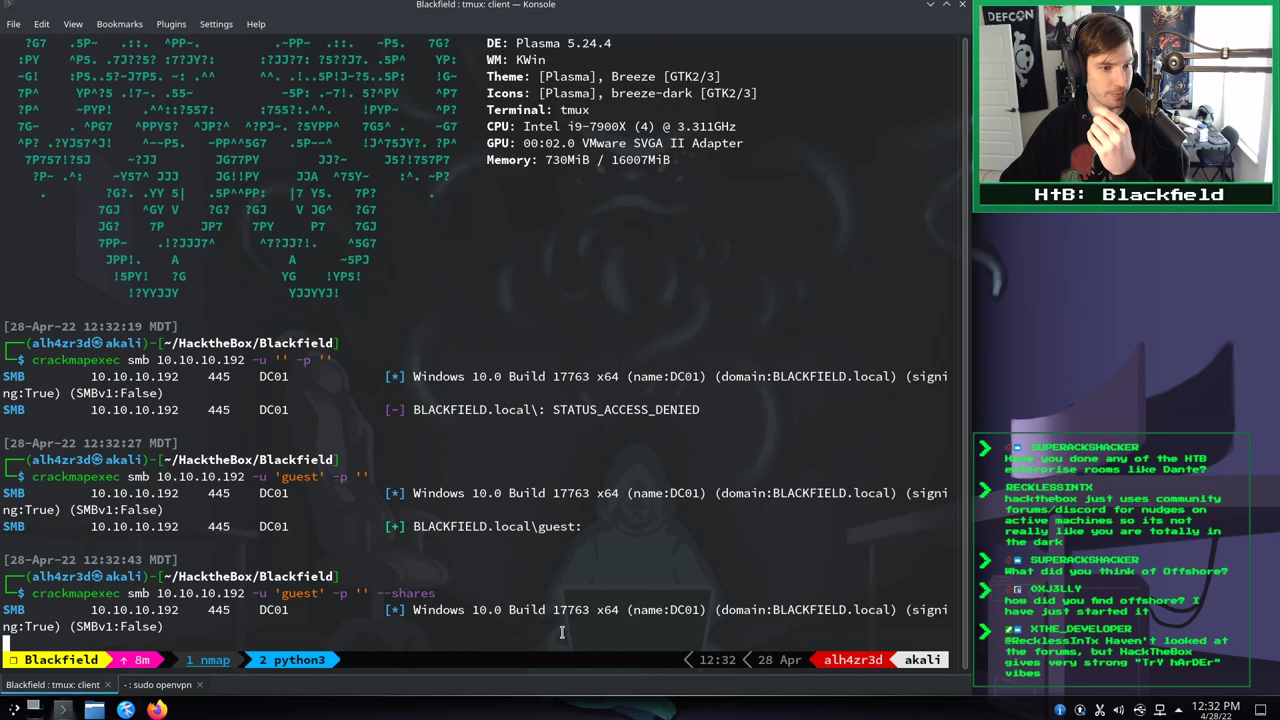 Blackfield : tmux: client — Konsole
File Edit View Bookmarks Plugins Settings Help
DE: Plasma 5.24.4
WM: KWin
Theme: [Plasma], Breeze [GTK2/3]
Icons: [Plasma], breeze-dark [GTK2/3]
Terminal: tmux
CPU: Intel i9-7900X (4) @ 3.311GHz
GPU: 00:02.0 VMware SVGA II Adapter
Memory: 730MiB / 16007MiB
[28-Apr-22 12:32:19 MDT]
┌──(alh4zr3d㉿akali)-[~/HacktheBox/Blackfield]
└─$ crackmapexec smb 10.10.10.192 -u '' -p ''
SMB 10.10.10.192 445 DC01 [*] Windows 10.0 Build 17763 x64 (name:DC01) (domain:BLACKFIELD.local) (signi
ng:True) (SMBv1:False)
SMB 10.10.10.192 445 DC01 [-] BLACKFIELD.local\: STATUS_ACCESS_DENIED
[28-Apr-22 12:32:27 MDT]
┌──(alh4zr3d㉿akali)-[~/HacktheBox/Blackfield]
└─$ crackmapexec smb 10.10.10.192 -u 'guest' -p ''
SMB 10.10.10.192 445 DC01 [*] Windows 10.0 Build 17763 x64 (name:DC01) (domain:BLACKFIELD.local) (signi
ng:True) (SMBv1:False)
SMB 10.10.10.192 445 DC01 [+] BLACKFIELD.local\guest:
[28-Apr-22 12:32:43 MDT]
┌──(alh4zr3d㉿akali)-[~/HacktheBox/Blackfield]
└─$ crackmapexec smb 10.10.10.192 -u 'guest' -p '' --shares
SMB 10.10.10.192 445 DC01 [*] Windows 10.0 Build 17763 x64 (name:DC01) (domain:BLACKFIELD.local) (signi
ng:True) (SMBv1:False)
❐ Blackfield ↑ 8m 1 nmap 2 python3 12:32 28 Apr alh4zr3d akali
Blackfield : tmux: client × - : sudo openvpn ×
DEFCON
HtB: Blackfield
SUPERACKSHACKER
Have you done any of the HTB
enterprise rooms like Dante?
RECKLESSINTX
hackthebox just uses community
forums/discord for nudges on
active machines so its not
really like you are totally in
the dark
SUPERACKSHACKER
What did you think of Offshore?
0XJ3LLY
how did you find offshore? I
have just started it
XTHE_DEVELOPER
@RecklessInTx Haven't looked at
the forums, but HackTheBox
gives very strong "TrY hArDEr"
vibes
12:32 PM
4/28/22